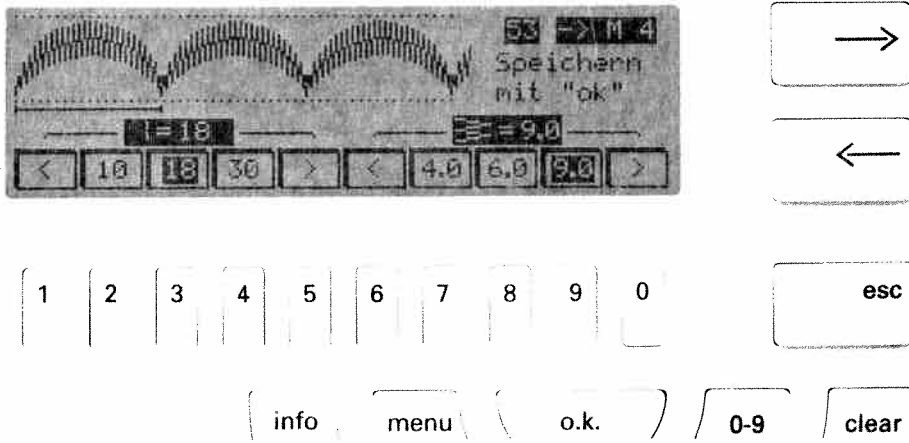 53 -> M 4
→
Speichern
mit "ok"
=18
=9.0
←
< 10 18 30 > < 4.0 6.0 9.0 >
1 2 3 4 5 6 7 8 9 0
esc
info menu o.k. 0-9 clear